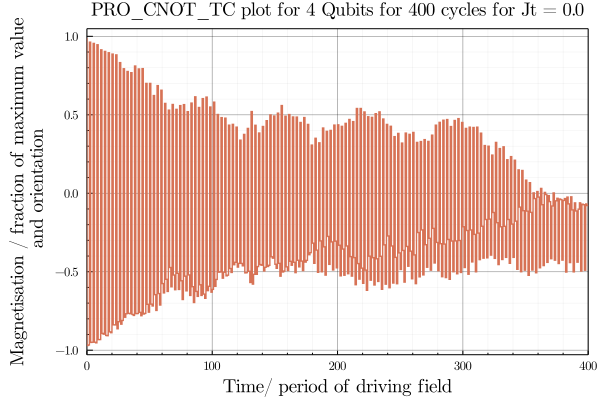 PRO_CNOT_TC plot for 4 Qubits for 400 cycles for Jt = 0.0
Magnetisation / fraction of maximum value
and orientation
1.0
0.5
0.0
−0.5
−1.0
0 100 200 300 400
Time/ period of driving field